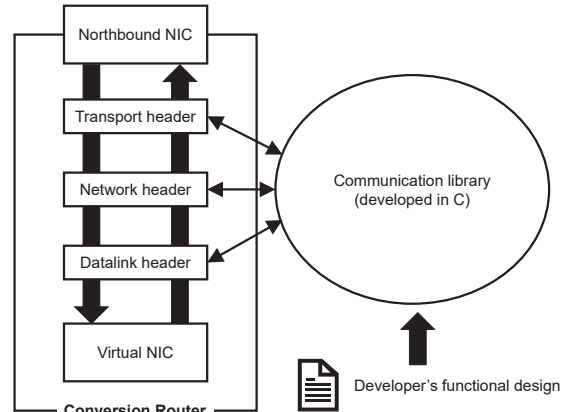 Northbound NIC
Transport header
Network header
Datalink header
Virtual NIC
Conversion Router
Communication library
(developed in C)
Developer's functional design